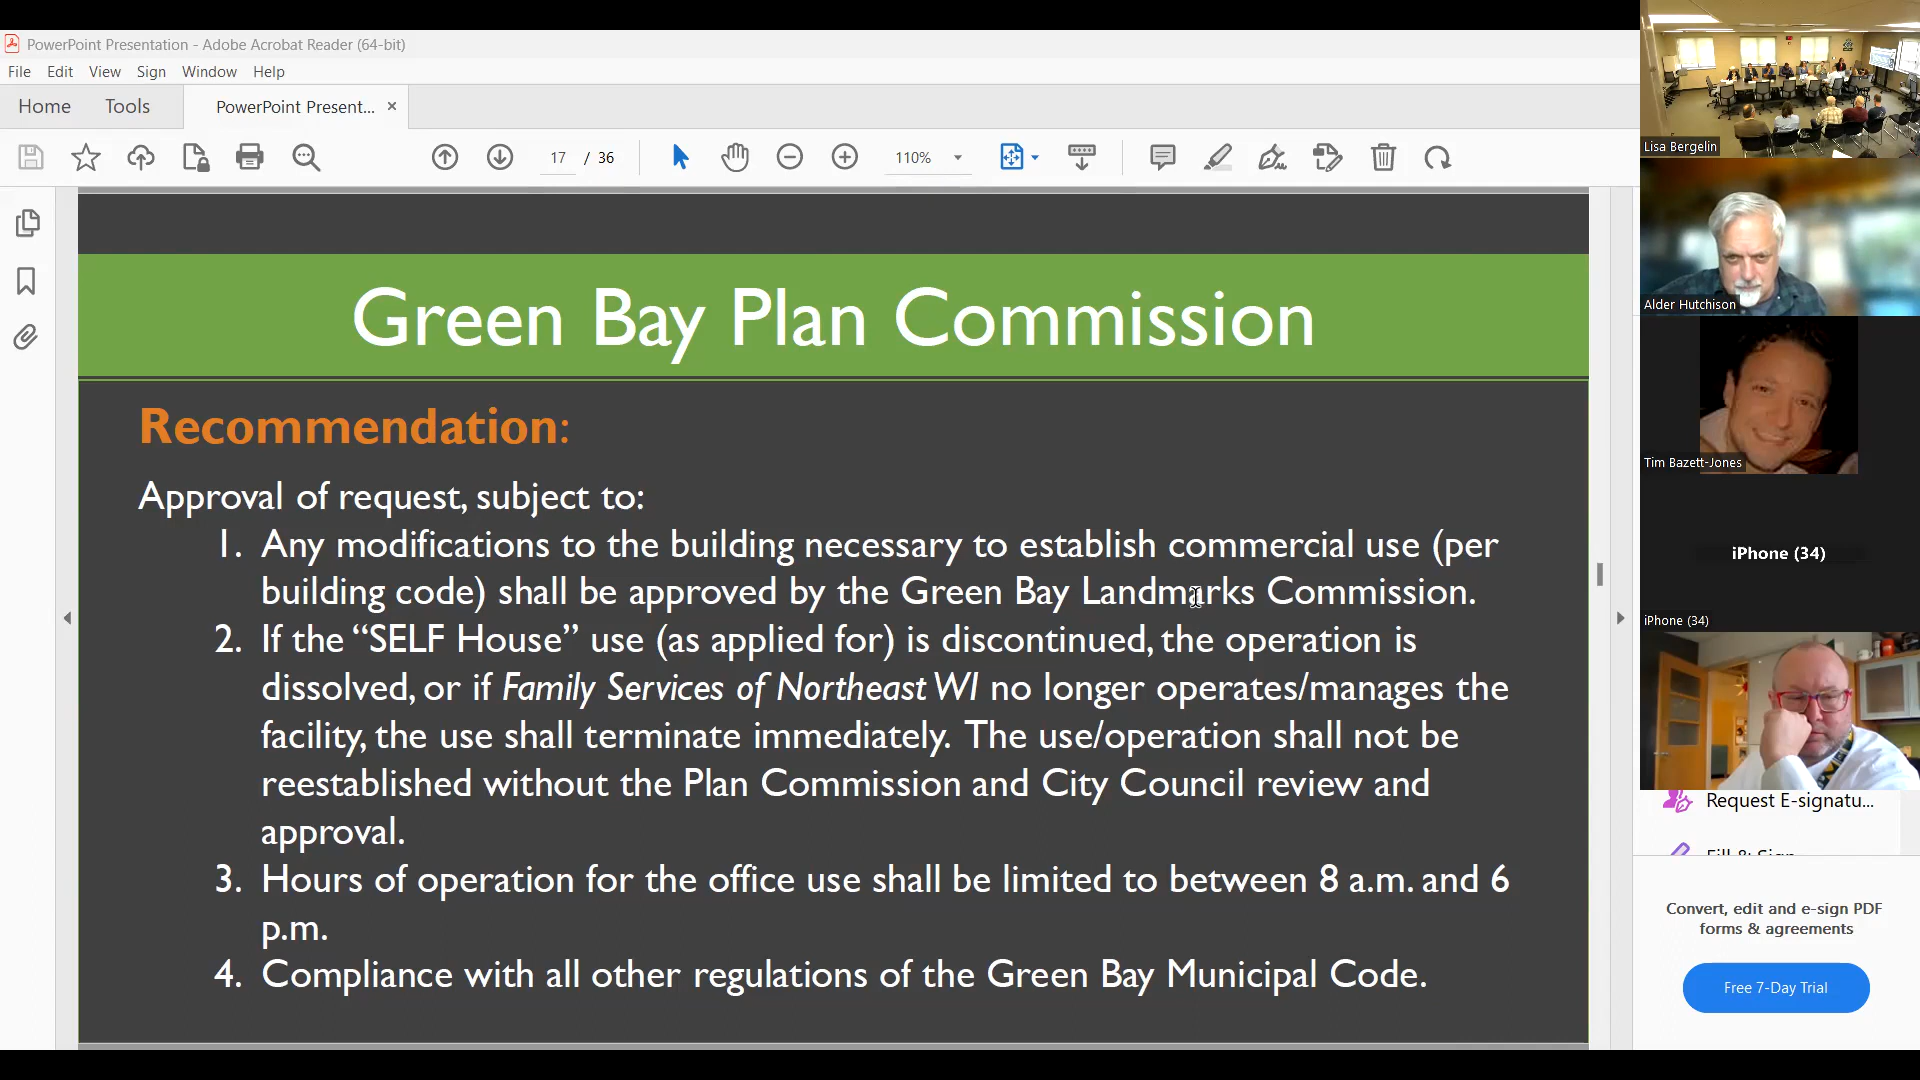 PowerPoint Presentation - Adobe Acrobat Reader (64-bit)
File Edit View Sign Window Help
Home Tools PowerPoint Present... ×
17 / 36 110%
Green Bay Plan Commission
Recommendation:
Approval of request, subject to:
1. Any modifications to the building necessary to establish commercial use (per
building code) shall be approved by the Green Bay Landmarks Commission.
2. If the “SELF House” use (as applied for) is discontinued, the operation is
dissolved, or if Family Services of Northeast WI no longer operates/manages the
facility, the use shall terminate immediately. The use/operation shall not be
reestablished without the Plan Commission and City Council review and
approval.
3. Hours of operation for the office use shall be limited to between 8 a.m. and 6
p.m.
4. Compliance with all other regulations of the Green Bay Municipal Code.
Lisa Bergelin
Alder Hutchison
Tim Bazett-Jones
iPhone (34)
iPhone (34)
Request E-signatu...
Fill & Sign
Convert, edit and e-sign PDF
forms & agreements
Free 7-Day Trial